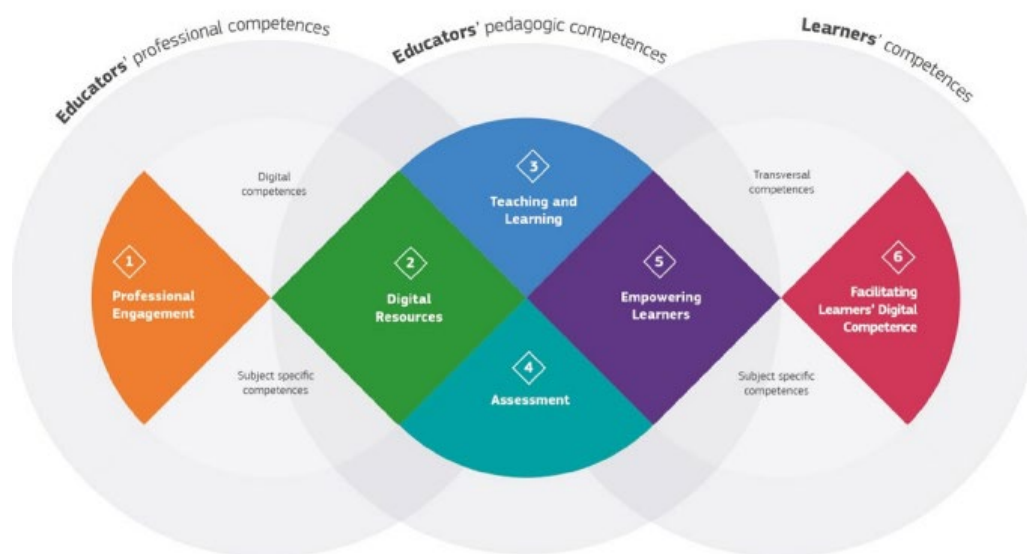 Educators' professional competences
Educators' pedagogic competences
Learners' competences
Digital
competences
Transversal
competences
1
Professional
Engagement
2
Digital
Resources
3
Teaching and
Learning
4
Assessment
5
Empowering
Learners
6
Facilitating
Learners' Digital
Competence
Subject specific
competences
Subject specific
competences